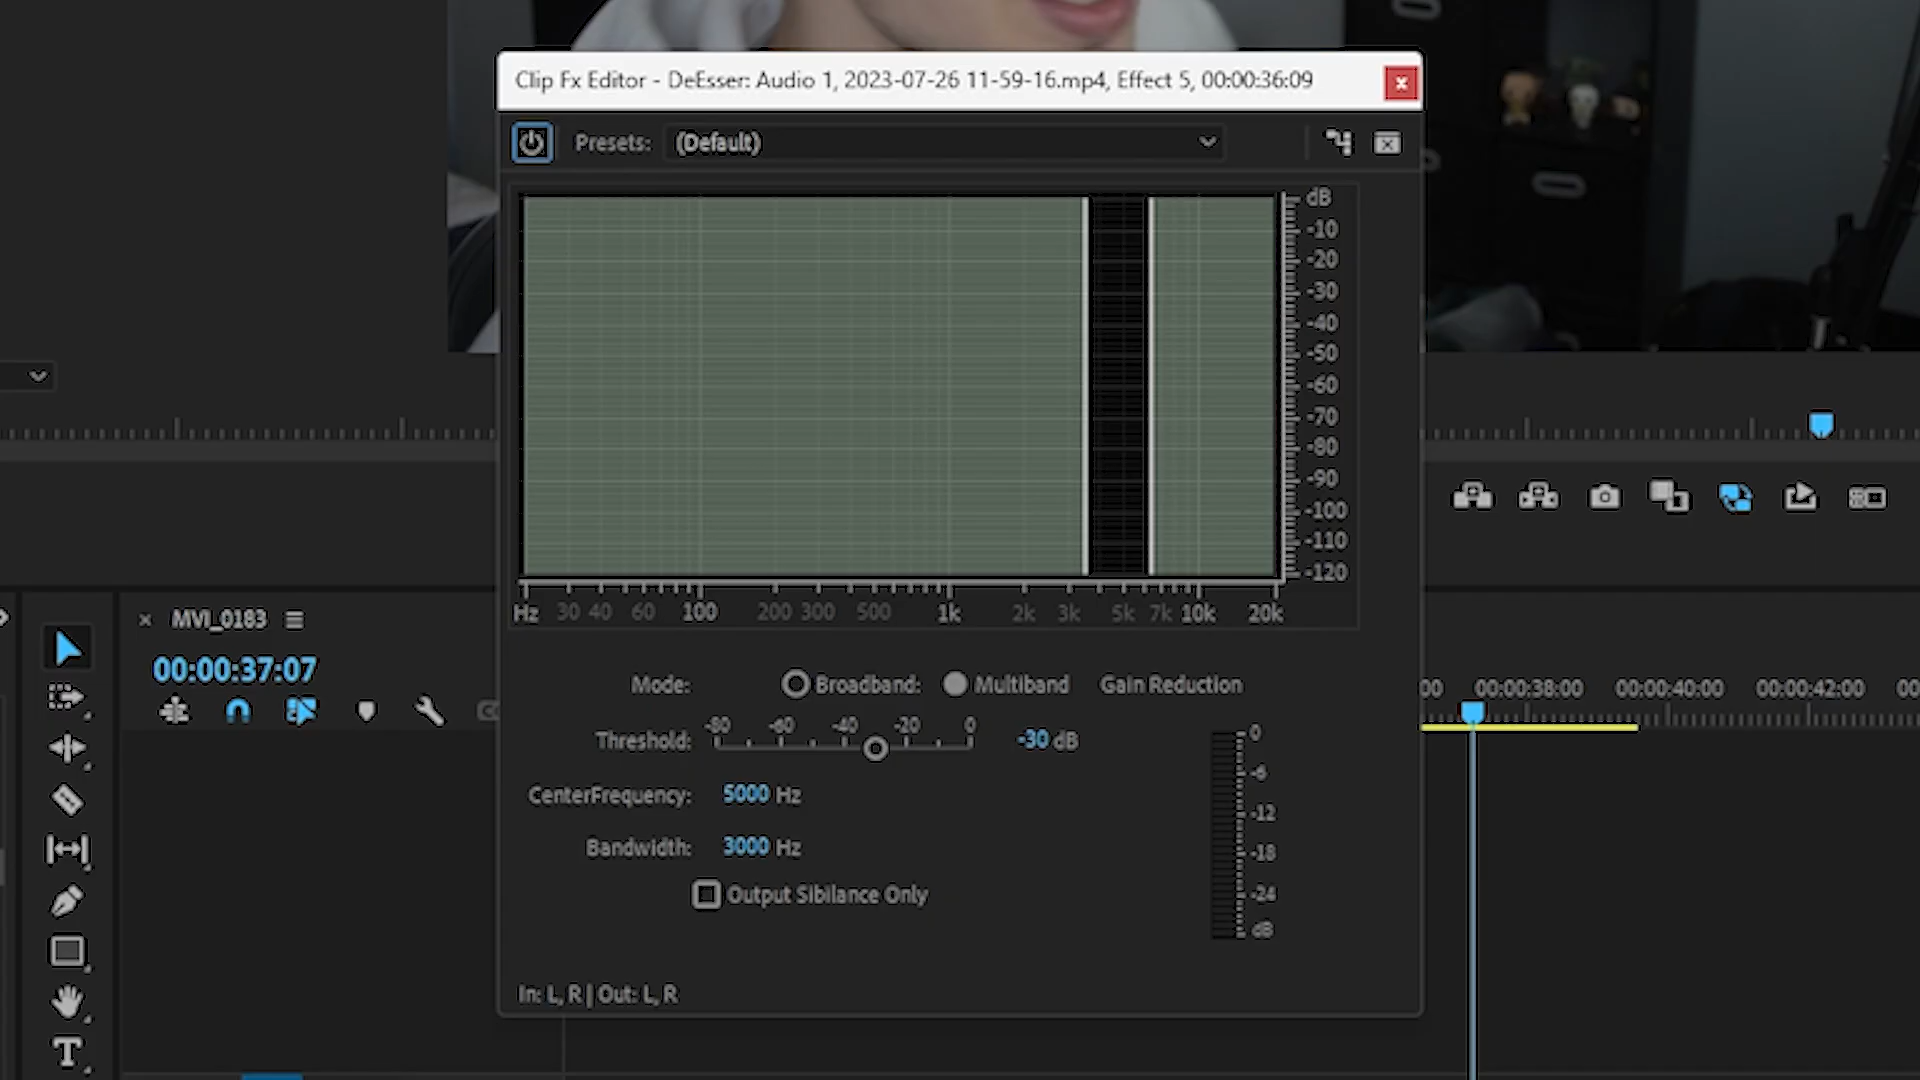 Clip Fx Editor - DeEsser: Audio 1, 2023-07-26 11-59-16.mp4, Effect 5, 00:00:36:09
Presets: (Default)
dB
-10
-20
-30
-40
-50
-60
-70
-80
-90
-100
-110
-120
Hz 30 40 60 100 200 300 500 1k 2k 3k 5k 7k 10k 20k
MVI_0183
00:00:37:07
Mode: Broadband: Multiband Gain Reduction
00 00:00:38:00 00:00:40:00 00:00:42:00 00
-80 -60 -40 -20 0
Threshold: -30 dB
CenterFrequency: 5000 Hz
Bandwidth: 3000 Hz
Output Sibilance Only
0
-6
-12
-18
-24
dB
In: L, R | Out: L, R